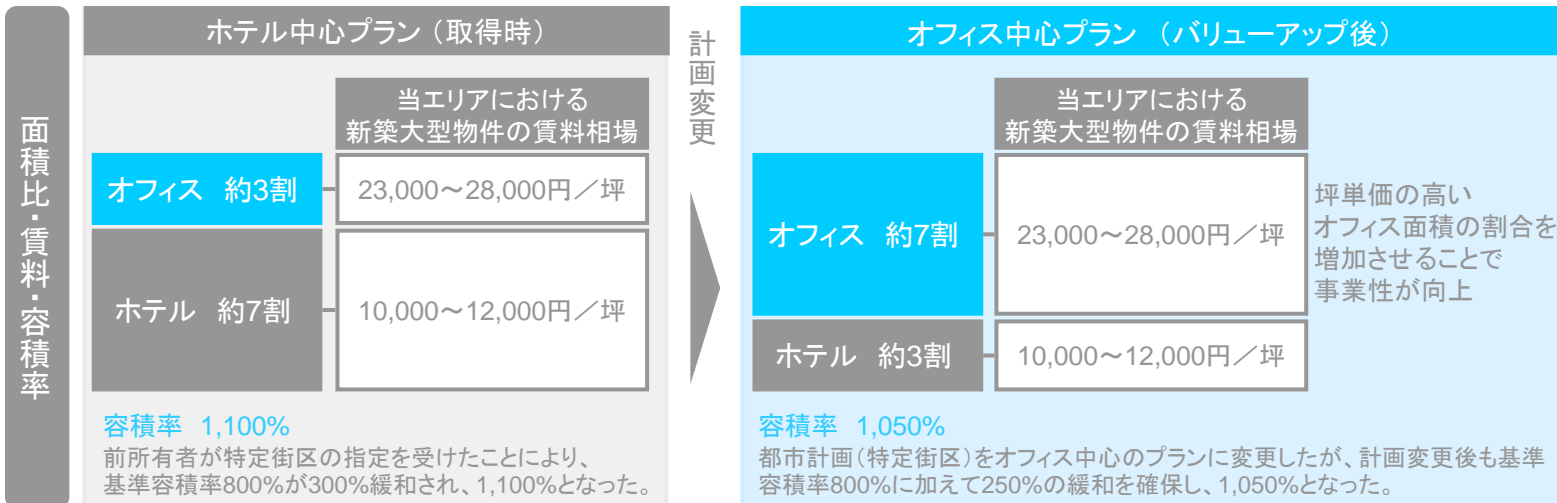 面積比・賃料・容積率
ホテル中心プラン（取得時）
当エリアにおける
新築大型物件の賃料相場
オフィス　約3割
23,000～28,000円／坪
ホテル　約7割
10,000～12,000円／坪
容積率　1,100%
前所有者が特定街区の指定を受けたことにより、
基準容積率800%が300%緩和され、1,100%となった。
計画変更
オフィス中心プラン　（バリューアップ後）
当エリアにおける
新築大型物件の賃料相場
オフィス　約7割
23,000～28,000円／坪
ホテル　約3割
10,000～12,000円／坪
坪単価の高い
オフィス面積の割合を
増加させることで
事業性が向上
容積率　1,050%
都市計画（特定街区）をオフィス中心のプランに変更したが、計画変更後も基準
容積率800%に加えて250%の緩和を確保し、1,050%となった。